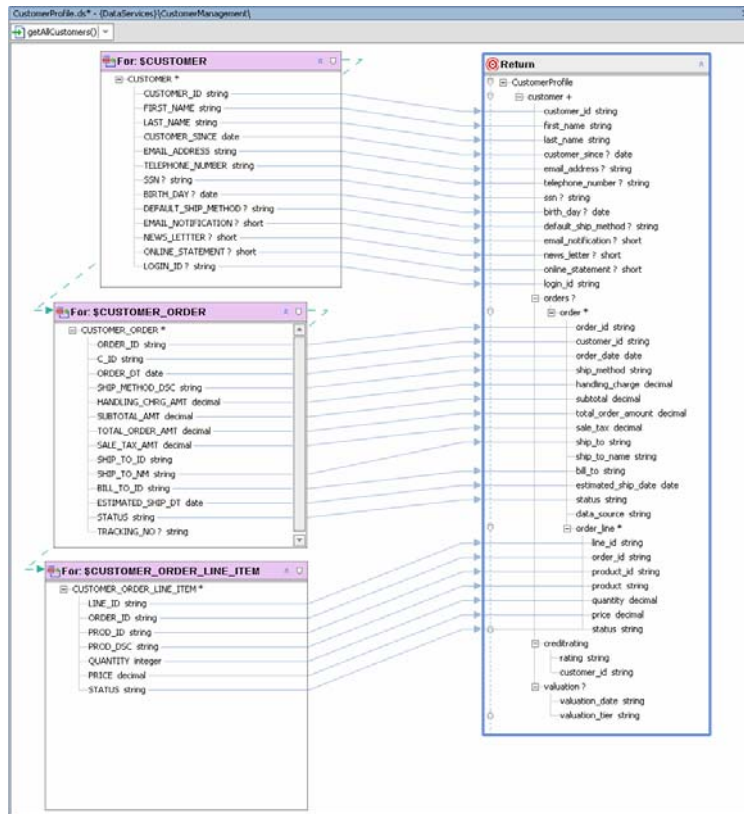 CustomerProfile.ds* - {DataServices}\CustomerManagement\
getAllCustomers()
For: $CUSTOMER
CUSTOMER *
CUSTOMER_ID string
FIRST_NAME string
LAST_NAME string
CUSTOMER_SINCE date
EMAIL_ADDRESS string
TELEPHONE_NUMBER string
SSN ? string
BIRTH_DAY ? date
DEFAULT_SHIP_METHOD ? string
EMAIL_NOTIFICATION ? short
NEWS_LETTTER ? short
ONLINE_STATEMENT ? short
LOGIN_ID ? string
For: $CUSTOMER_ORDER
CUSTOMER_ORDER *
ORDER_ID string
C_ID string
ORDER_DT date
SHIP_METHOD_DSC string
HANDLING_CHRG_AMT decimal
SUBTOTAL_AMT decimal
TOTAL_ORDER_AMT decimal
SALE_TAX_AMT decimal
SHIP_TO_ID string
SHIP_TO_NM string
BILL_TO_ID string
ESTIMATED_SHIP_DT date
STATUS string
TRACKING_NO ? string
For: $CUSTOMER_ORDER_LINE_ITEM
CUSTOMER_ORDER_LINE_ITEM *
LINE_ID string
ORDER_ID string
PROD_ID string
PROD_DSC string
QUANTITY integer
PRICE decimal
STATUS string
Return
CustomerProfile
customer +
customer_id string
first_name string
last_name string
customer_since ? date
email_address ? string
telephone_number ? string
ssn ? string
birth_day ? date
default_ship_method ? string
email_notification ? short
news_letter ? short
online_statement ? short
login_id string
orders ?
order *
order_id string
customer_id string
order_date date
ship_method string
handling_charge decimal
subtotal decimal
total_order_amount decimal
sale_tax decimal
ship_to string
ship_to_name string
bill_to string
estimated_ship_date date
status string
data_source string
order_line *
line_id string
order_id string
product_id string
product string
quantity decimal
price decimal
status string
creditrating
rating string
customer_id string
valuation ?
valuation_date string
valuation_tier string